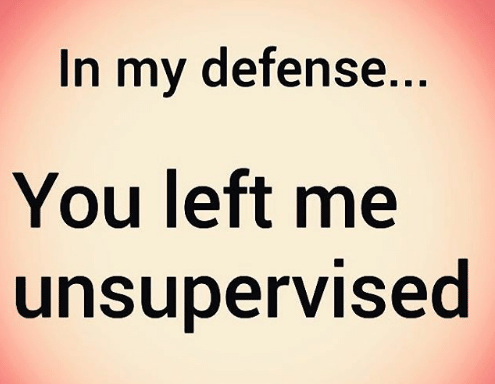 In my defense...
You left me
unsupervised